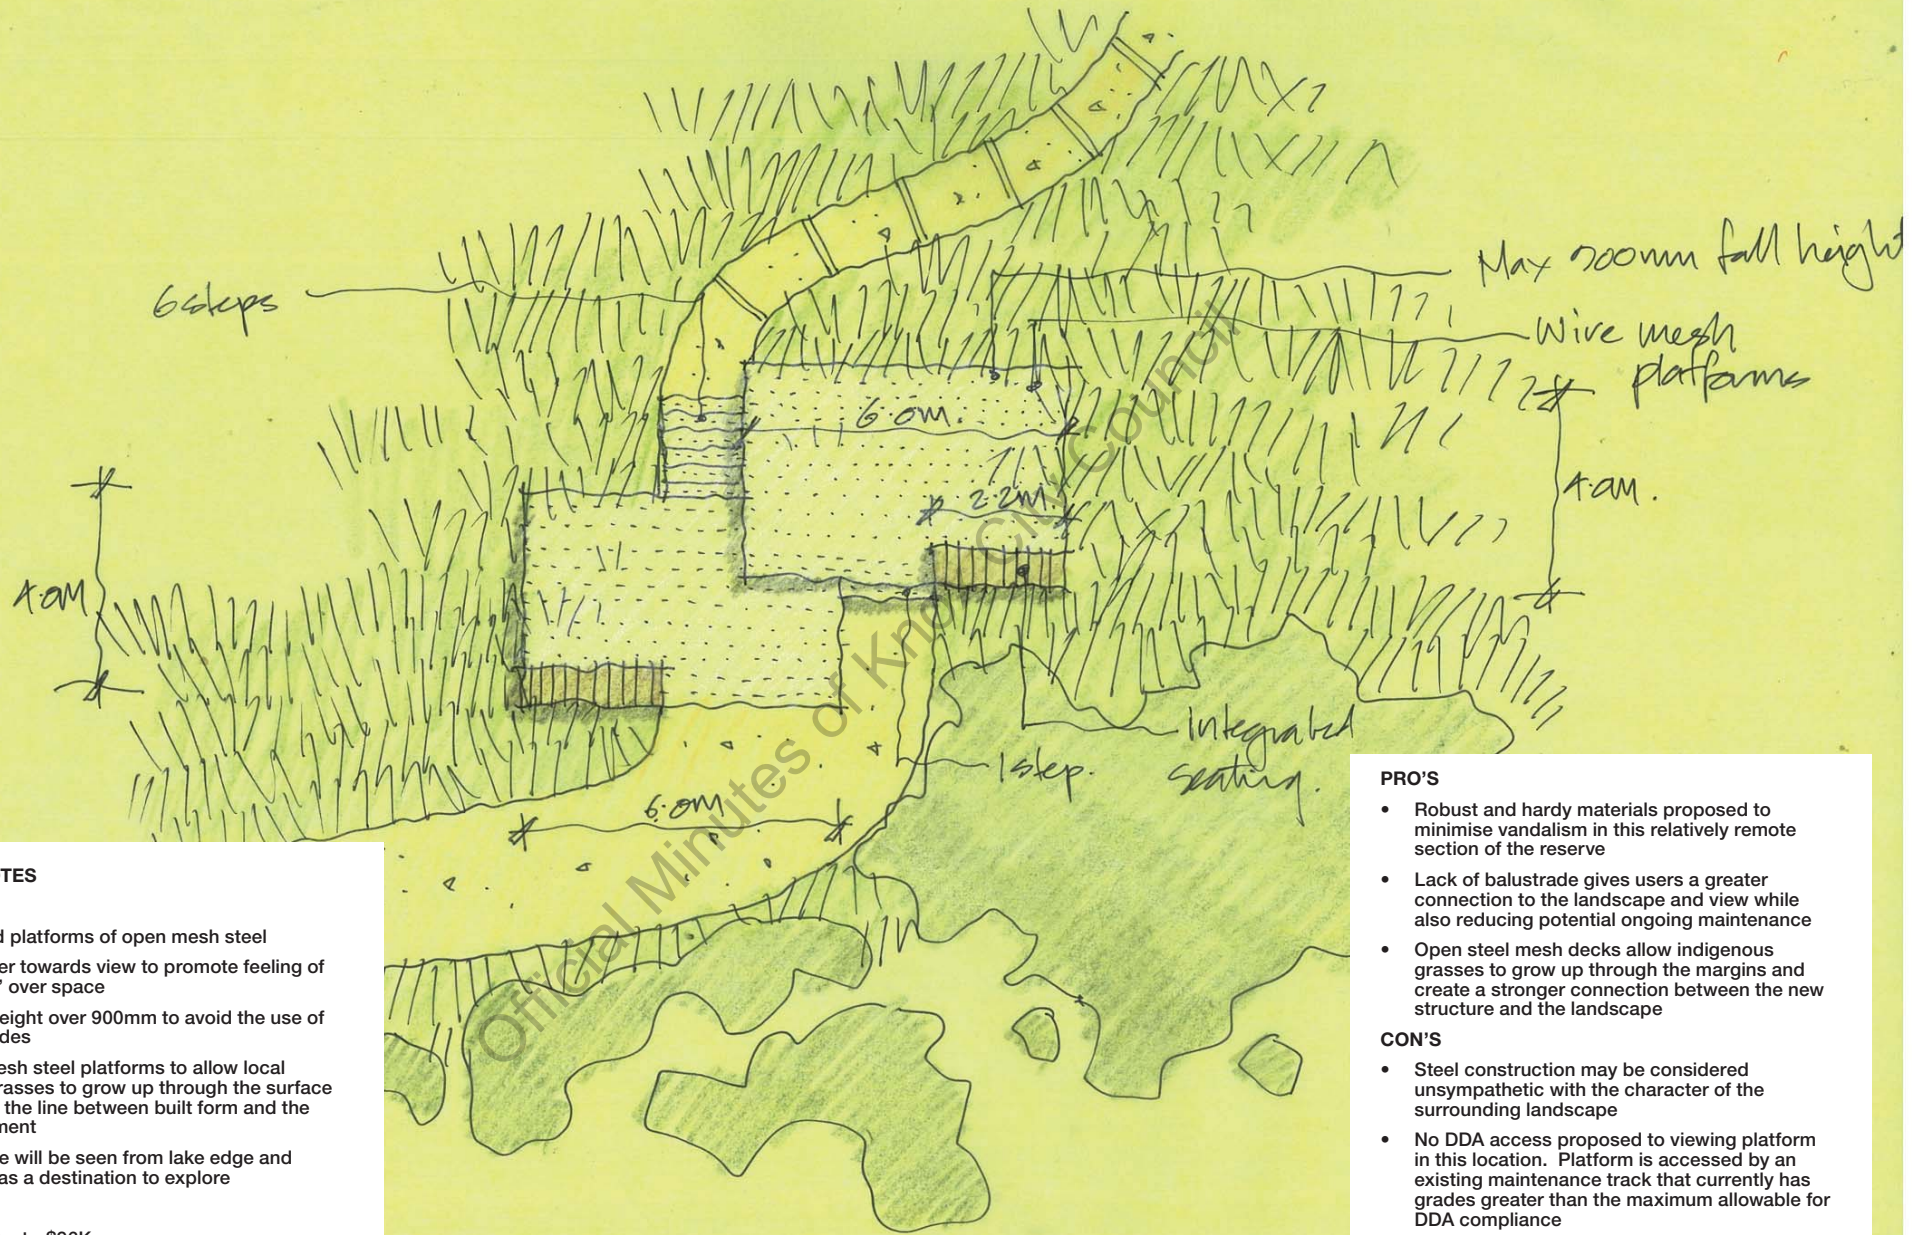 6 steps
Max 900mm fall height
Wire mesh
platforms
6.0m.
2.2m.
4.0m.
4.0m
Integrated
seating.
1 step.
6.0m
Official Minutes of Knox City Council
TES
d platforms of open mesh steel
er towards view to promote feeling of
’ over space
eight over 900mm to avoid the use of
des
esh steel platforms to allow local
rasses to grow up through the surface
the line between built form and the
ment
e will be seen from lake edge and
as a destination to explore
PRO’S
• Robust and hardy materials proposed to
minimise vandalism in this relatively remote
section of the reserve
• Lack of balustrade gives users a greater
connection to the landscape and view while
also reducing potential ongoing maintenance
• Open steel mesh decks allow indigenous
grasses to grow up through the margins and
create a stronger connection between the new
structure and the landscape
CON’S
• Steel construction may be considered
unsympathetic with the character of the
surrounding landscape
• No DDA access proposed to viewing platform
in this location. Platform is accessed by an
existing maintenance track that currently has
grades greater than the maximum allowable for
DDA compliance